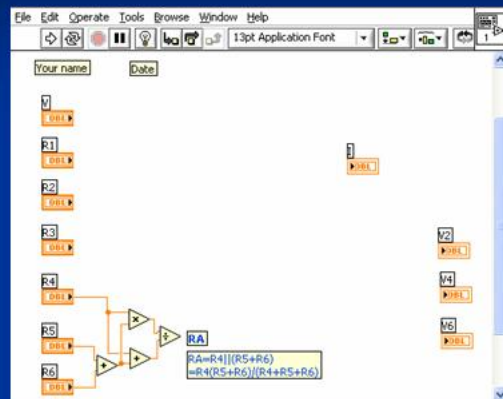 File Edit Operate Tools Browse Window Help
13pt Application Font
1
Your name Date
V
DBL
R1
DBL
I
DBL
R2
DBL
R3
DBL
V2
DBL
R4
DBL
V4
DBL
R5
DBL
RA
V6
DBL
RA=R4||(R5+R6)
=R4(R5+R6)/(R4+R5+R6)
R6
DBL